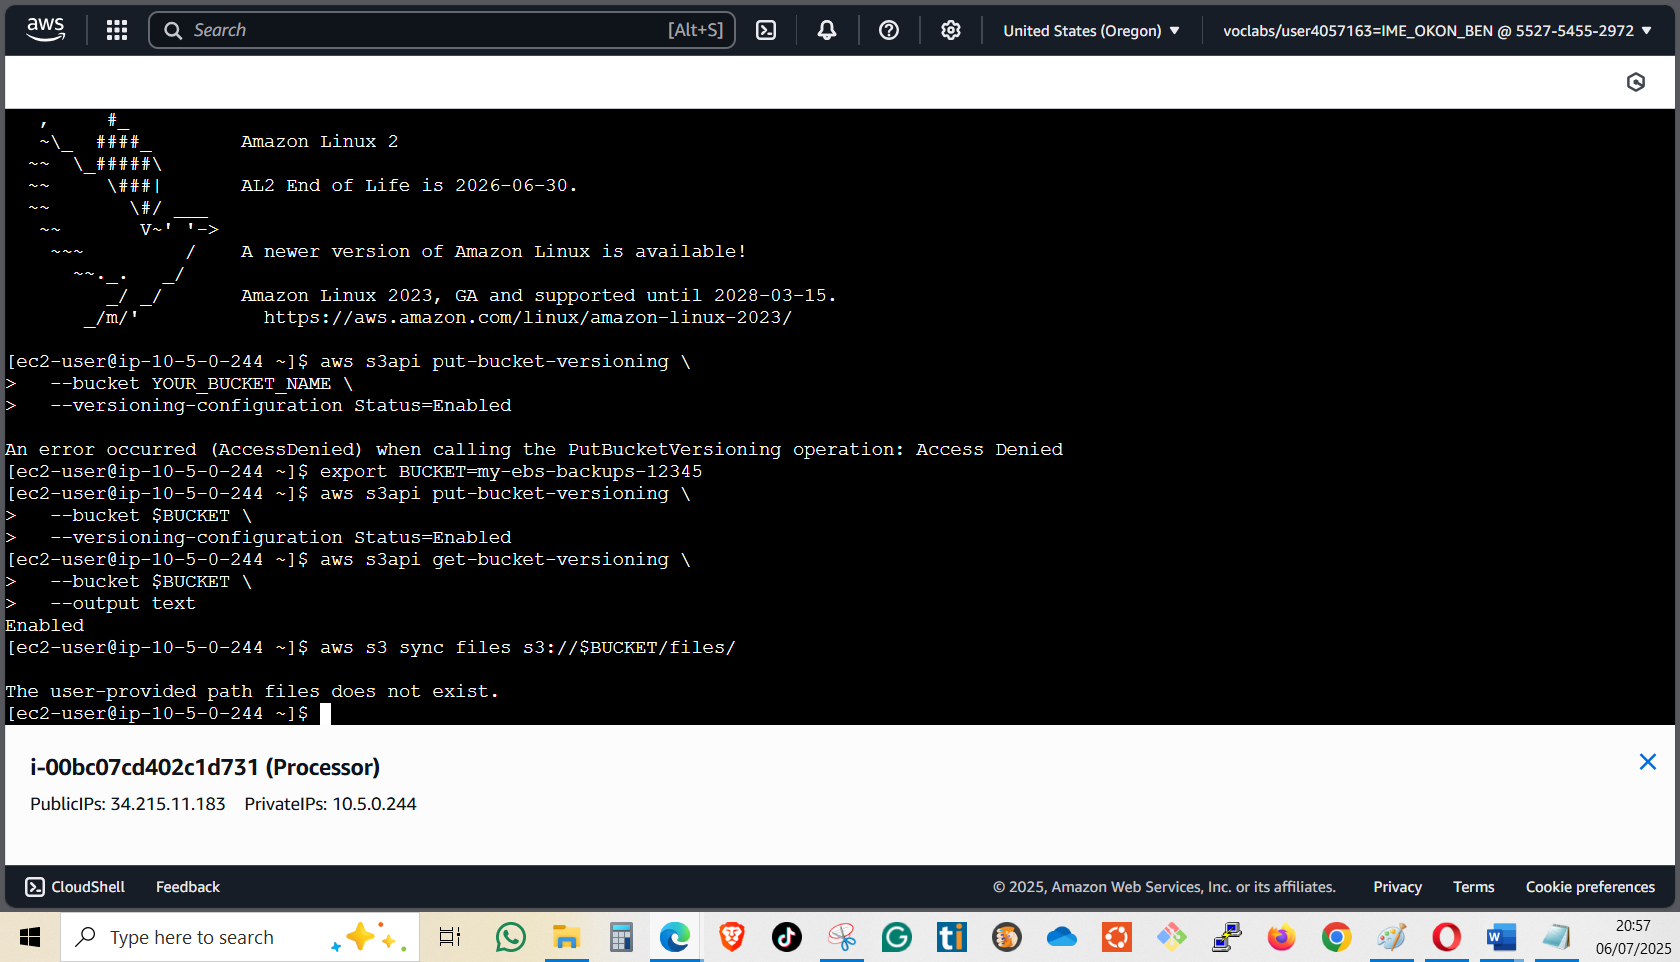 aws
Search
[Alt+S]
United States (Oregon)
voclabs/user4057163=IME_OKON_BEN @ 5527-5455-2972
   ,     #_
   ~\_  ####_        Amazon Linux 2
  ~~  \_#####\
  ~~     \###|       AL2 End of Life is 2026-06-30.
  ~~       \#/ ___
   ~~       V~' '->
    ~~~         /    A newer version of Amazon Linux is available!
      ~~._.   _/
         _/ _/       Amazon Linux 2023, GA and supported until 2028-03-15.
       _/m/'           https://aws.amazon.com/linux/amazon-linux-2023/
[ec2-user@ip-10-5-0-244 ~]$ aws s3api put-bucket-versioning \
>   --bucket YOUR_BUCKET_NAME \
>   --versioning-configuration Status=Enabled
An error occurred (AccessDenied) when calling the PutBucketVersioning operation: Access Denied
[ec2-user@ip-10-5-0-244 ~]$ export BUCKET=my-ebs-backups-12345
[ec2-user@ip-10-5-0-244 ~]$ aws s3api put-bucket-versioning \
>   --bucket $BUCKET \
>   --versioning-configuration Status=Enabled
[ec2-user@ip-10-5-0-244 ~]$ aws s3api get-bucket-versioning \
>   --bucket $BUCKET \
>   --output text
Enabled
[ec2-user@ip-10-5-0-244 ~]$ aws s3 sync files s3://$BUCKET/files/
The user-provided path files does not exist.
[ec2-user@ip-10-5-0-244 ~]$
i-00bc07cd402c1d731 (Processor)
PublicIPs: 34.215.11.183 PrivateIPs: 10.5.0.244
CloudShell
Feedback
© 2025, Amazon Web Services, Inc. or its affiliates.
Privacy
Terms
Cookie preferences
Type here to search
20:57
06/07/2025